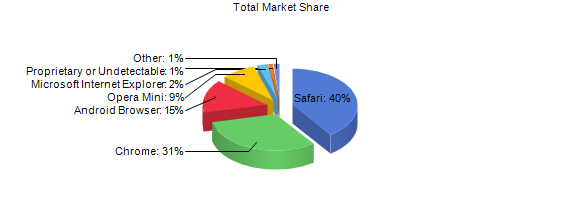 Total Market Share
Other: 1%
Proprietary or Undetectable: 1%
Microsoft Internet Explorer: 2%
Opera Mini: 9%
Android Browser: 15%
Safari: 40%
Chrome: 31%